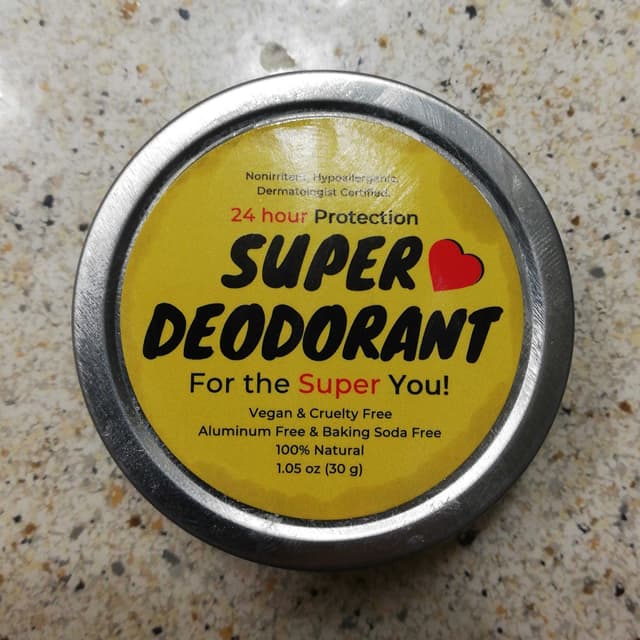 Nonirritent, Hypoallergenic,
Dermatologist Certified.
24 hour Protection
SUPER
DEODORANT
For the Super You!
Vegan & Cruelty Free
Aluminum Free & Baking Soda Free
100% Natural
1.05 oz (30 g)